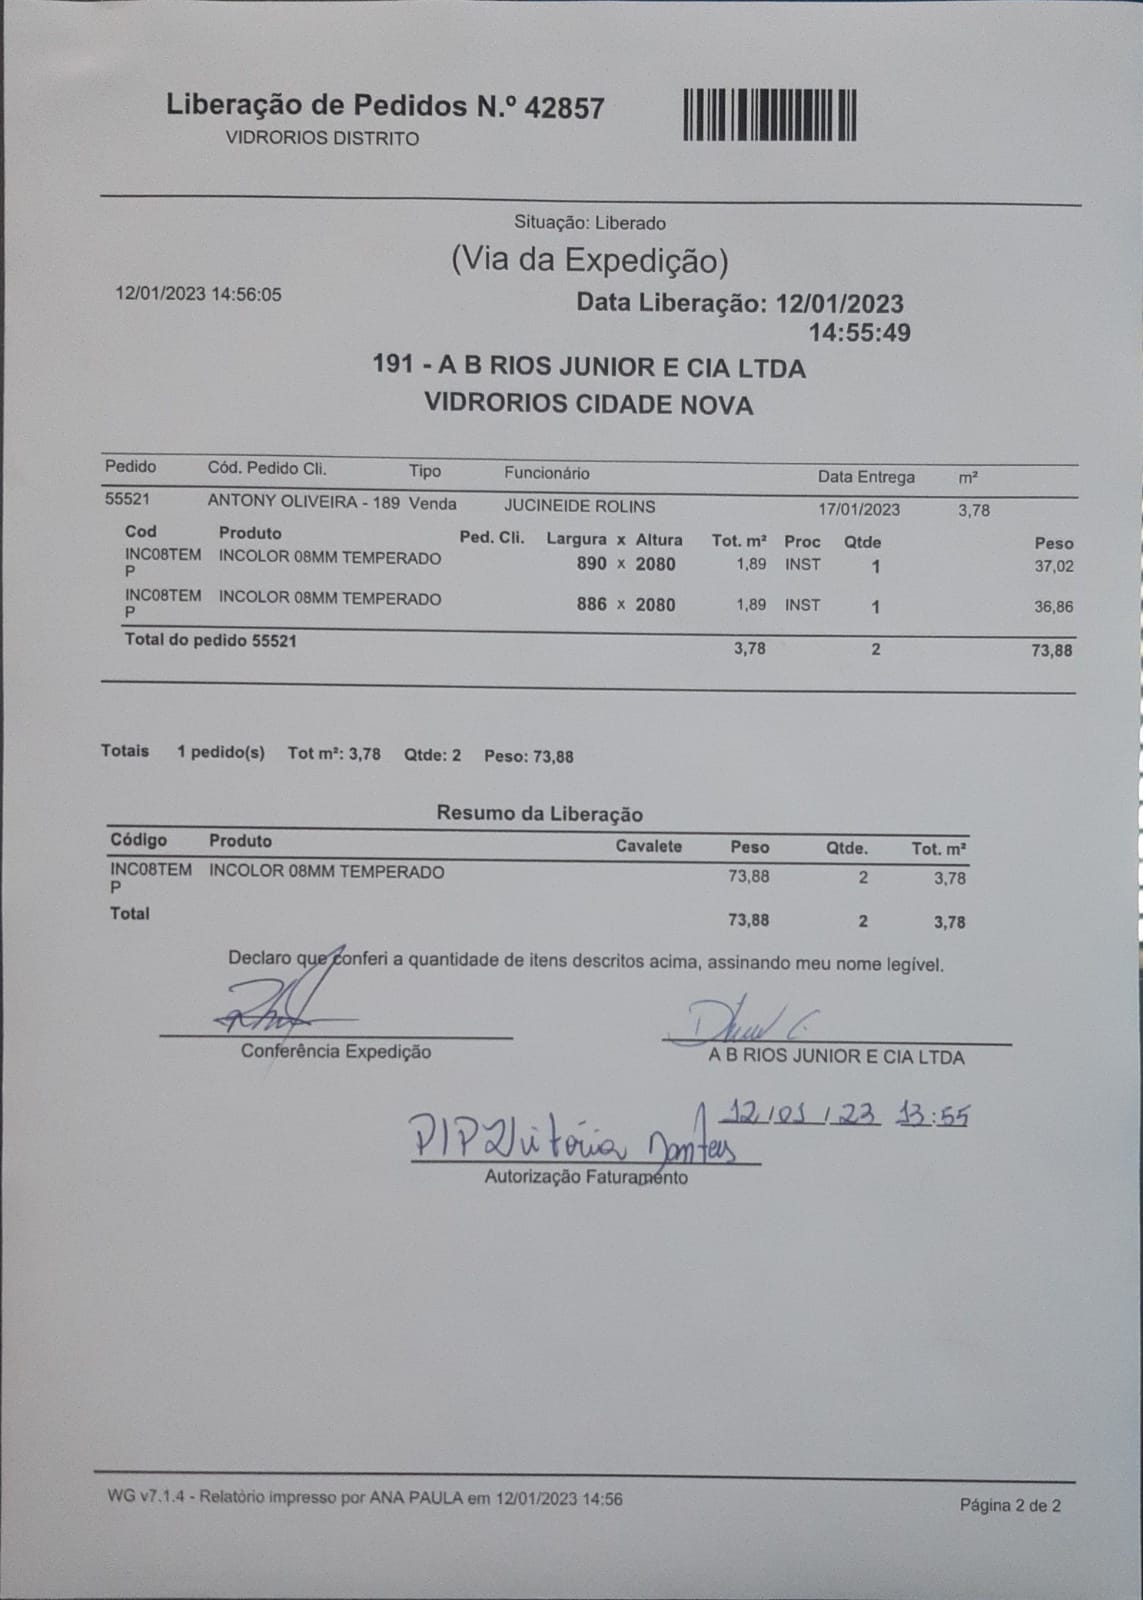 Liberação de Pedidos N.º 42857
VIDRORIOS DISTRITO
Situação: Liberado
(Via da Expedição)
12/01/2023 14:56:05
Data Liberação: 12/01/2023
14:55:49
191 - A B RIOS JUNIOR E CIA LTDA
VIDRORIOS CIDADE NOVA
Pedido Cód. Pedido Cli. Tipo Funcionário Data Entrega m²
55521 ANTONY OLIVEIRA - 189 Venda JUCINEIDE ROLINS 17/01/2023 3,78
Cod Produto Ped. Cli. Largura x Altura Tot. m² Proc Qtde Peso
INC08TEM INCOLOR 08MM TEMPERADO 890 x 2080 1,89 INST 1 37,02
P
INC08TEM INCOLOR 08MM TEMPERADO 886 x 2080 1,89 INST 1 36,86
P
Total do pedido 55521 3,78 2 73,88
Totais 1 pedido(s) Tot m²: 3,78 Qtde: 2 Peso: 73,88
Resumo da Liberação
Código Produto Cavalete Peso Qtde. Tot. m²
INC08TEM INCOLOR 08MM TEMPERADO 73,88 2 3,78
P
Total 73,88 2 3,78
Declaro que conferi a quantidade de itens descritos acima, assinando meu nome legível.
Conferência Expedição
A B RIOS JUNIOR E CIA LTDA
12/01/23 13:55
P/P Vitória
Autorização Faturamento
WG v7.1.4 - Relatório impresso por ANA PAULA em 12/01/2023 14:56
Página 2 de 2